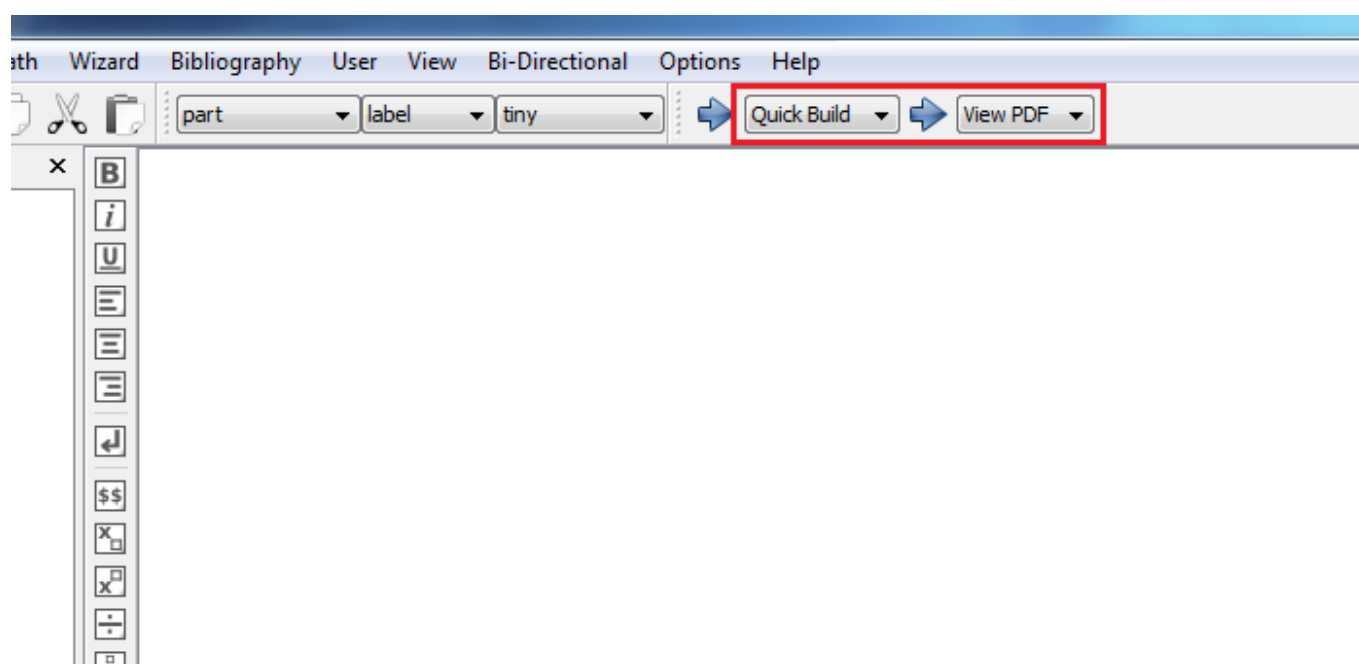 ath Wizard Bibliography User View Bi-Directional Options Help
part label tiny Quick Build View PDF
B
i
U
$$
x
x